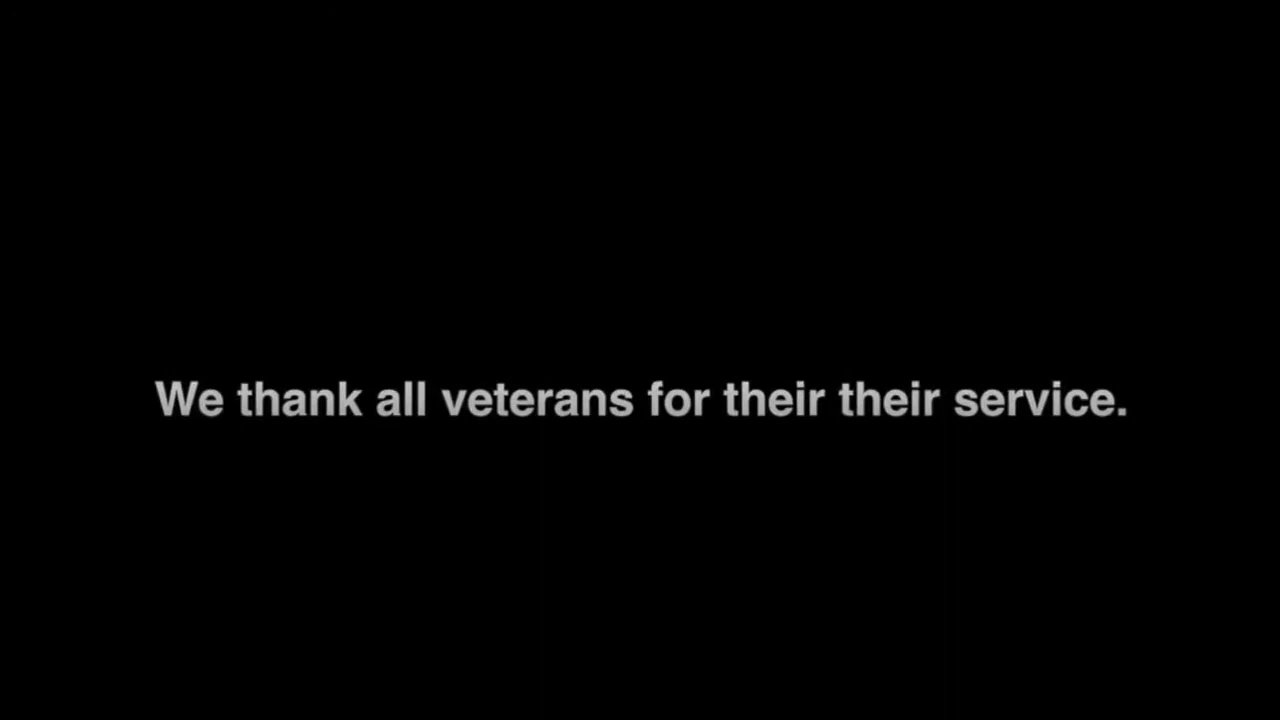 We thank all veterans for their their service.